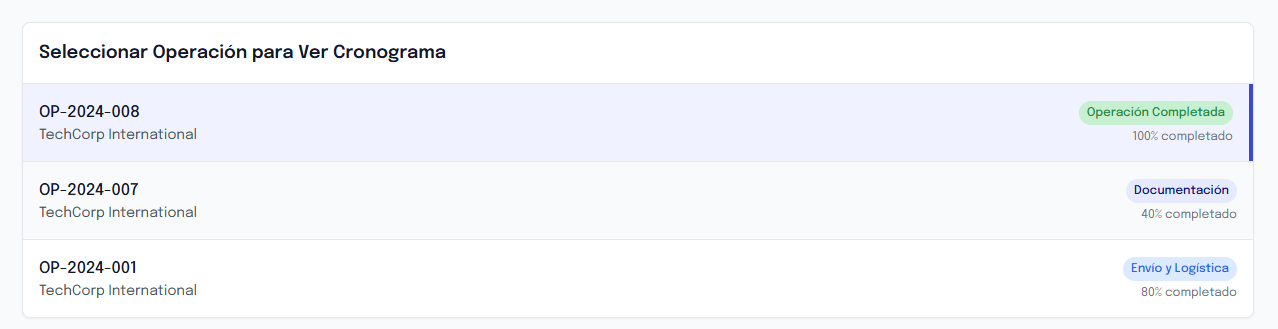 Seleccionar Operación para Ver Cronograma
OP-2024-008
Operación Completada
TechCorp International
100% completado
OP-2024-007
Documentación
TechCorp International
40% completado
OP-2024-001
Envío y Logística
TechCorp International
80% completado